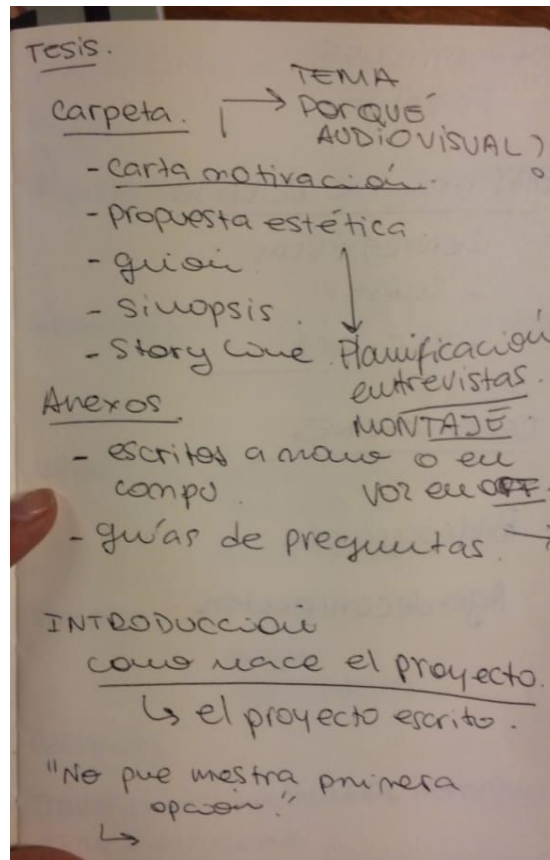 Tesis.
Carpeta. → TEMA
PORQUÉ
AUDIOVISUAL?
- carta motivación.
- propuesta estética
- guion
- Sinopsis.
- Story Line. Planificación
entrevistas.
MONTAJE.
Anexos.
- escritos a mano o en
compu. voz en OFF.
- guías de preguntas →
INTRODUCCIÓN
como nace el proyecto.
↳ el proyecto escrito.
"No fue nuestra primera
opción."
↳